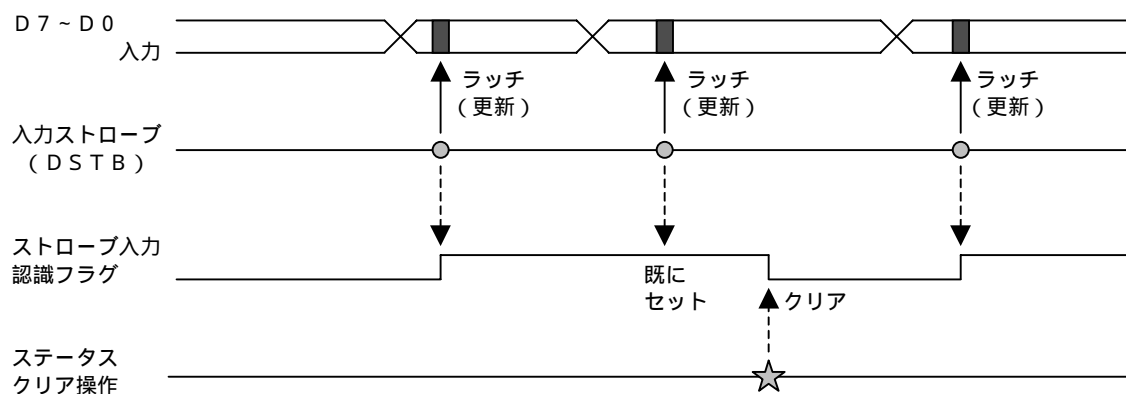 Ｄ７～Ｄ０
入力
ラッチ
（更新）
ラッチ
（更新）
ラッチ
（更新）
入力ストローブ
（ＤＳＴＢ）
ストローブ入力
認識フラグ
既に
セット
クリア
ステータス
クリア操作